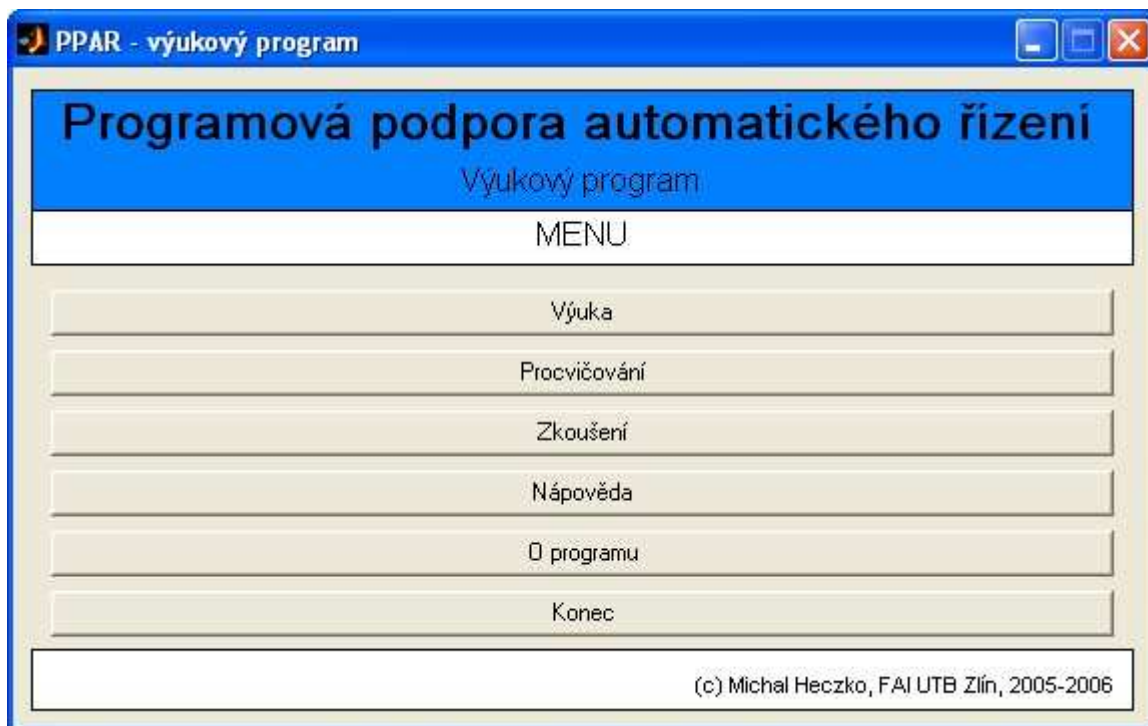 PPAR - výukový program
Programová podpora automatického řízení
Výukový program
MENU
Výuka
Procvičování
Zkoušení
Nápověda
O programu
Konec
(c) Michal Heczko, FAI UTB Zlín, 2005-2006